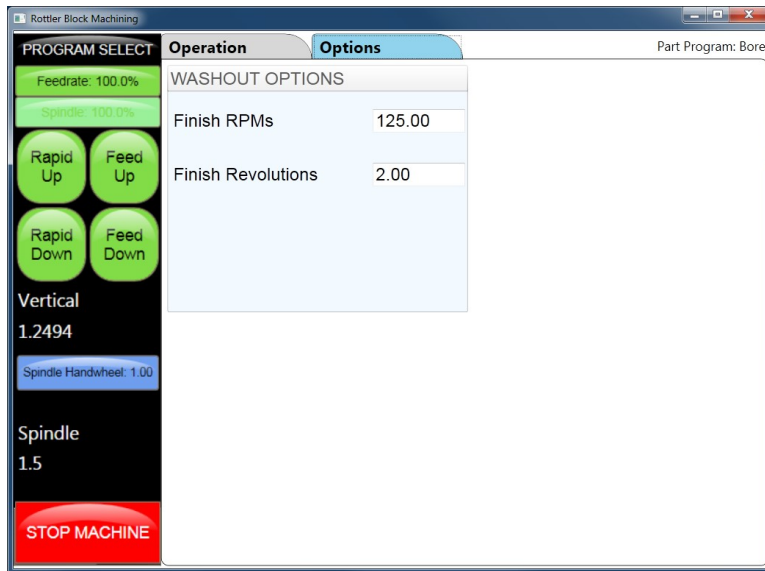 Rottler Block Machining
PROGRAM SELECT
Operation
Options
Part Program: Bore
Feedrate: 100.0%
Spindle: 100.0%
WASHOUT OPTIONS
Finish RPMs 125.00
Finish Revolutions 2.00
Rapid
Up
Feed
Up
Rapid
Down
Feed
Down
Vertical
1.2494
Spindle Handwheel: 1.00
Spindle
1.5
STOP MACHINE